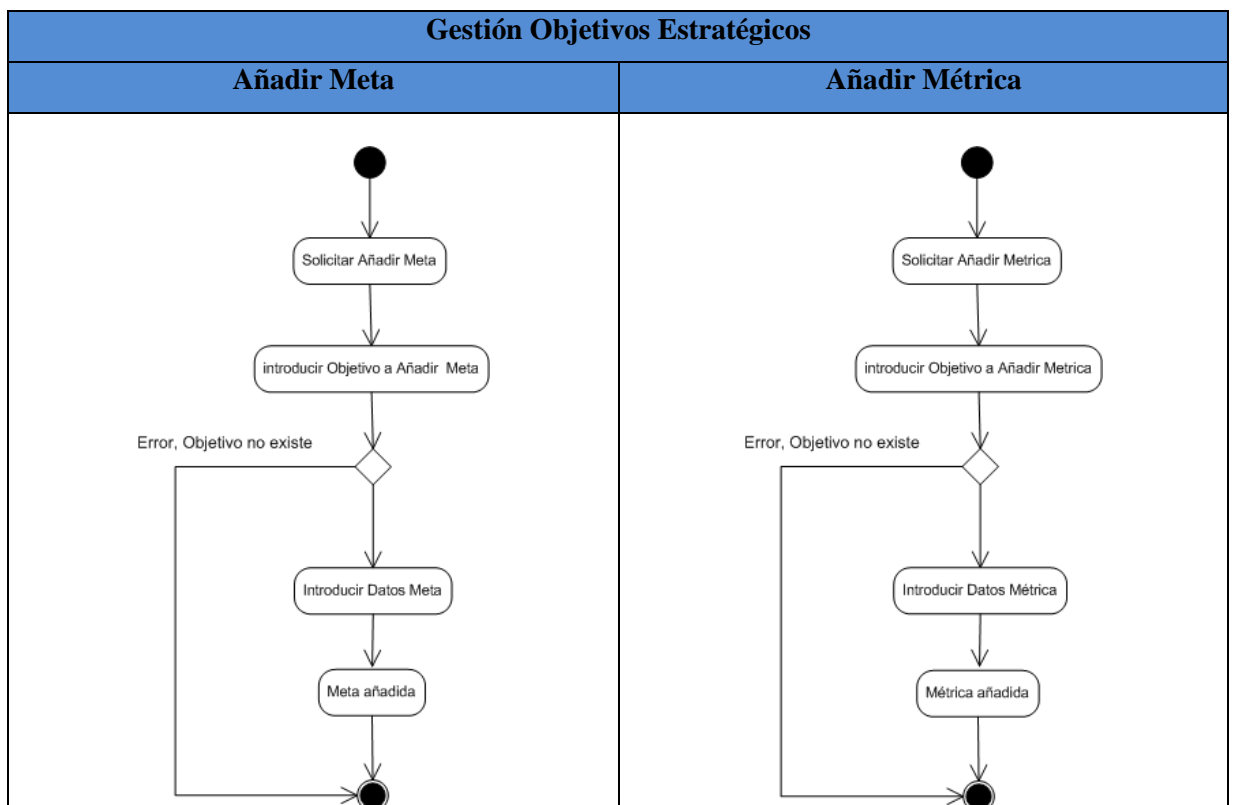 Gestión Objetivos Estratégicos
Añadir Meta
Añadir Métrica
Solicitar Añadir Meta
introducir Objetivo a Añadir Meta
Error, Objetivo no existe
Introducir Datos Meta
Meta añadida
Solicitar Añadir Metrica
introducir Objetivo a Añadir Metrica
Error, Objetivo no existe
Introducir Datos Métrica
Métrica añadida